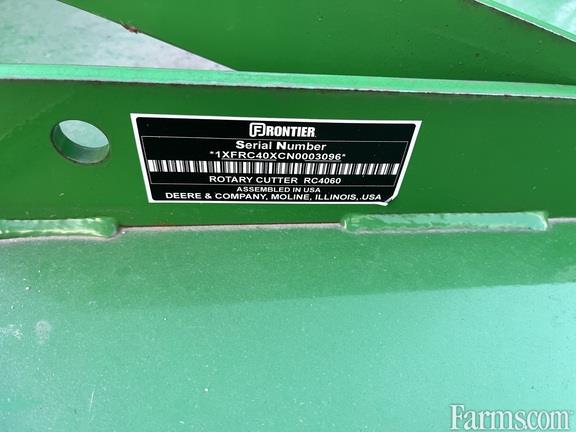 FRONTIER
Serial Number
*1XFRC40XCN0003096*
ROTARY CUTTER RC4060
ASSEMBLED IN USA
DEERE & COMPANY, MOLINE, ILLINOIS,.USA
Farms.com